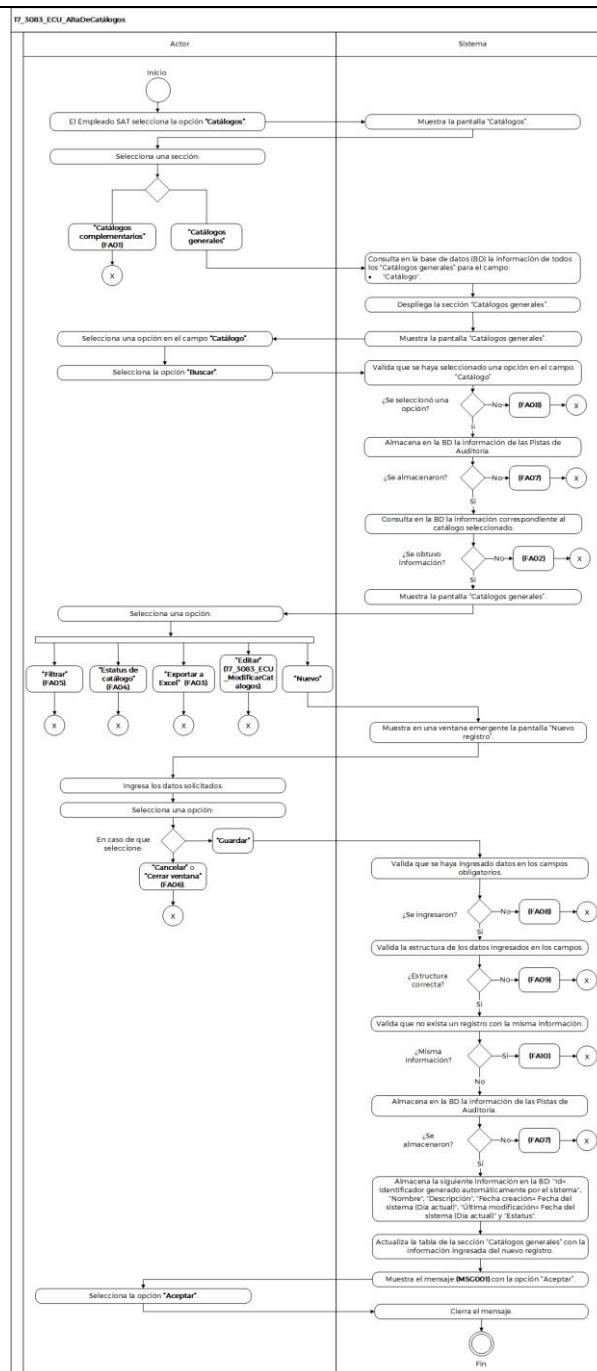 17_3083_ECU_AltaDeCatálogos
Actor
Sistema
Inicio
El Empleado SAT selecciona la opción "Catálogos".
Muestra la pantalla "Catálogos".
Selecciona una sección:
"Catálogos
complementarios"
(FA01)
"Catálogos
generales"
X
Consulta en la base de datos (BD) la información de todos
los "Catálogos generales" para el campo:
• "Catálogo".
Despliega la sección "Catálogos generales".
Selecciona una opción en el campo "Catálogo".
Muestra la pantalla "Catálogos generales".
Selecciona la opción "Buscar".
Valida que se haya seleccionado una opción en el campo
"Catálogo"
¿Se seleccionó una
opción?
No
(FA08)
X
Sí
Almacena en la BD la información de las Pistas de
Auditoría.
¿Se almacenaron?
No
(FA07)
X
Sí
Consulta en la BD la información correspondiente al
catálogo seleccionado.
¿Se obtuvo
información?
No
(FA02)
X
Sí
Selecciona una opción:
Muestra la pantalla "Catálogos generales".
"Filtrar"
(FA05).
"Estatus de
catálogo"
(FA04)
"Exportar a
Excel" (FA03)
"Editar"
(17_3083_ECU
_ModificarCat
alogos)
"Nuevo"
X
X
X
X
Muestra en una ventana emergente la pantalla "Nuevo
registro".
Ingresa los datos solicitados.
Selecciona una opción:
En caso de que
seleccione:
"Guardar"
"Cancelar" o
"Cerrar ventana"
(FA06).
X
Valida que se haya ingresado datos en los campos
obligatorios.
¿Se ingresaron?
No
(FA08)
X
Sí
Valida la estructura de los datos ingresados en los campos.
¿Estructura
correcta?
No
(FA09)
X
Sí
Valida que no exista un registro con la misma información.
¿Misma
información?
Sí
(FA10)
X
No
Almacena en la BD la información de las Pistas de
Auditoría.
¿Se
almacenaron?
No
(FA07)
X
Sí
Almacena la siguiente información en la BD: "Id=
Identificador generado automáticamente por el sistema",
"Nombre", "Descripción", "Fecha creación= Fecha del
sistema (Día actual)", "Última modificación= Fecha del
sistema (Día actual)" y "Estatus".
Actualiza la tabla de la sección "Catálogos generales" con la
información ingresada del nuevo registro.
Muestra el mensaje (MSG001) con la opción "Aceptar".
Selecciona la opción "Aceptar".
Cierra el mensaje.
Fin